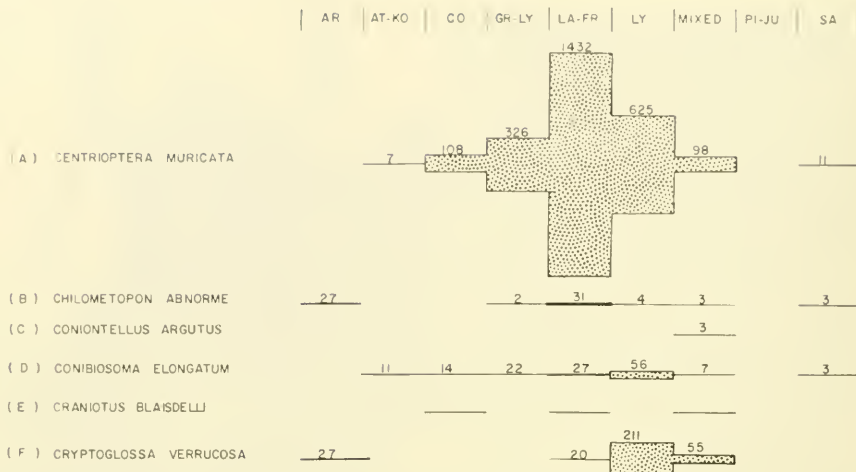 AR AT-KO CO GR-LY LA-FR LY MIXED PI-JU SA
1432
625
326
108
98
(A) CENTRIOPTERA MURICATA 7 11
(B) CHILOMETOPON ABNORME 27 2 31 4 3 3
(C) CONIONTELLUS ARGUTUS 3
(D) CONIBIOSOMA ELONGATUM 11 14 22 27 56 7 3
(E) CRANIOTUS BLAISDELLI
211
(F) CRYPTOGLOSSA VERRUCOSA 27 20 55